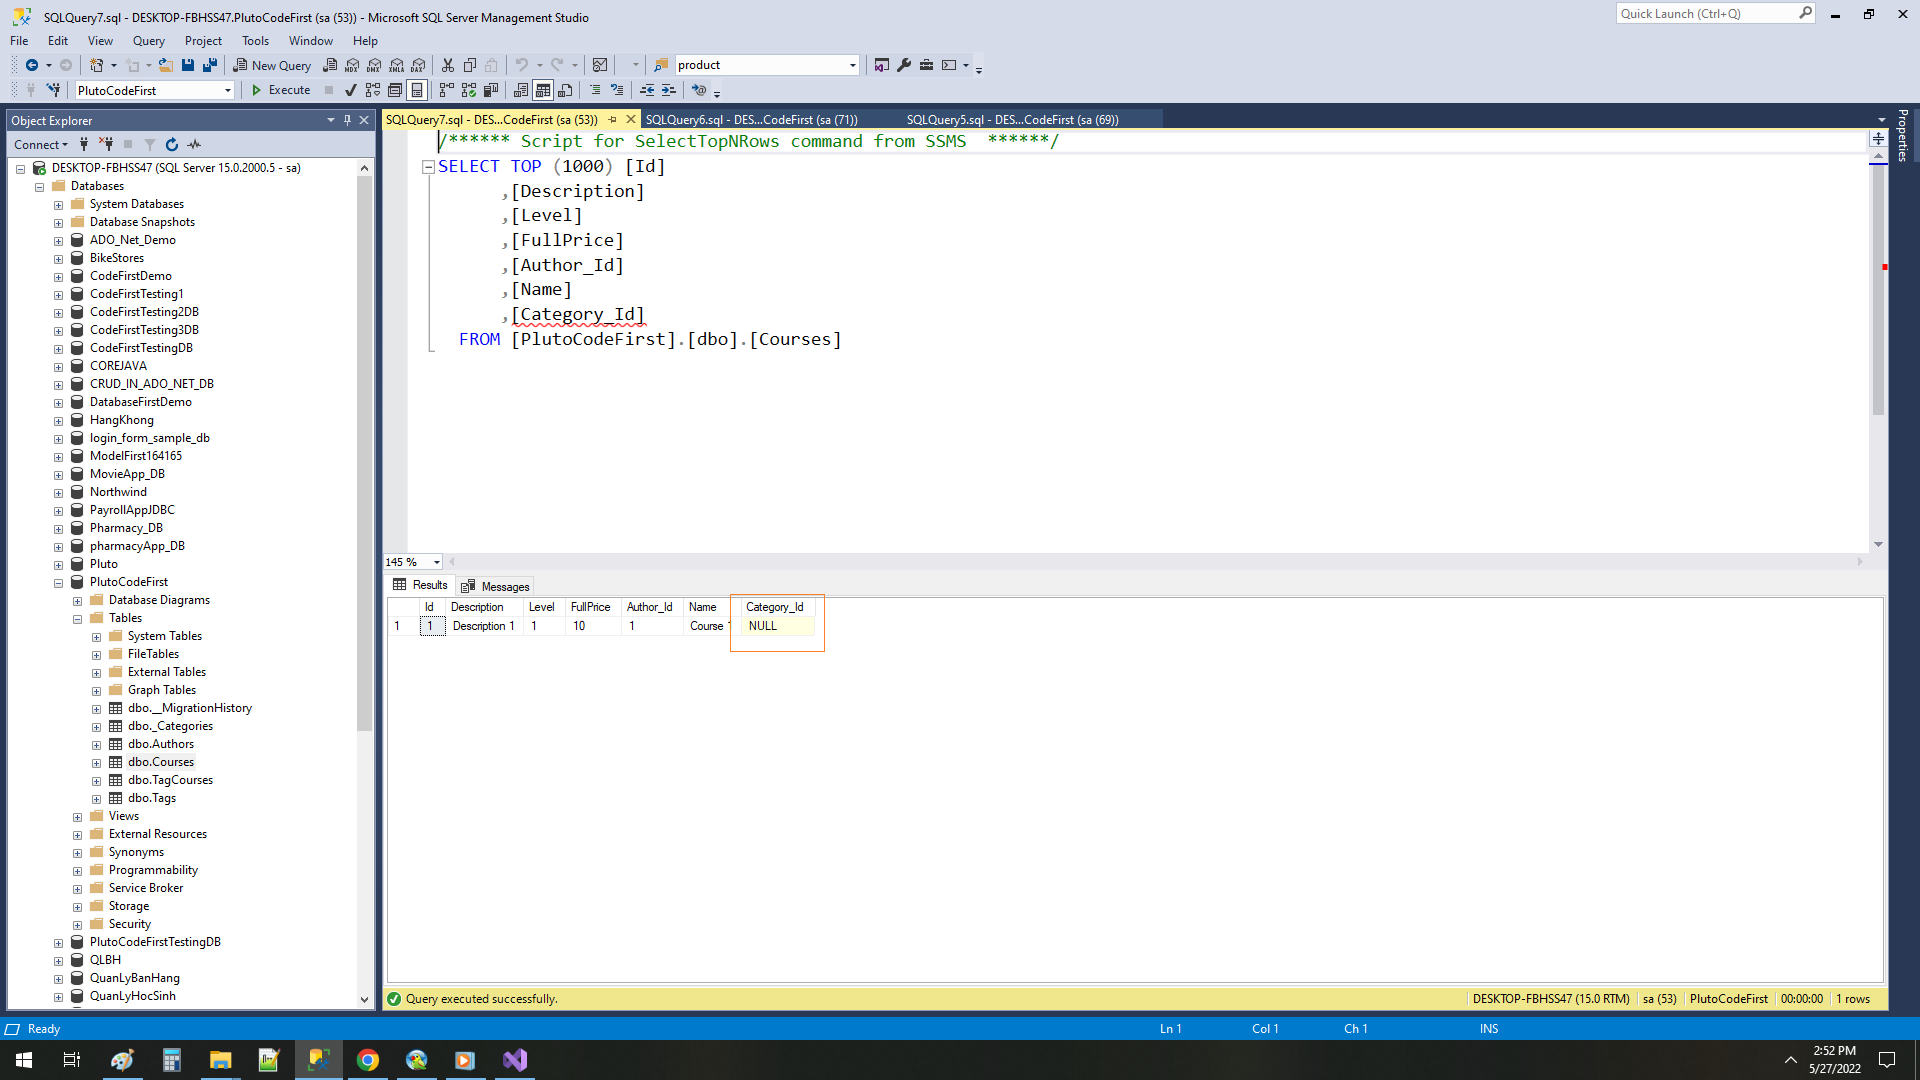 SQLQuery7.sql - DESKTOP-FBHSS47.PlutoCodeFirst (sa (53)) - Microsoft SQL Server Management Studio
Quick Launch (Ctrl+Q)
File Edit View Query Project Tools Window Help
New Query
MDX DMX XMLA DAX
product
PlutoCodeFirst
Execute
Object Explorer
Connect
DESKTOP-FBHSS47 (SQL Server 15.0.2000.5 - sa)
Databases
System Databases
Database Snapshots
ADO_Net_Demo
BikeStores
CodeFirstDemo
CodeFirstTesting1
CodeFirstTesting2DB
CodeFirstTesting3DB
CodeFirstTestingDB
COREJAVA
CRUD_IN_ADO_NET_DB
DatabaseFirstDemo
HangKhong
login_form_sample_db
ModelFirst164165
MovieApp_DB
Northwind
PayrollAppJDBC
Pharmacy_DB
pharmacyApp_DB
Pluto
PlutoCodeFirst
Database Diagrams
Tables
System Tables
FileTables
External Tables
Graph Tables
dbo.__MigrationHistory
dbo._Categories
dbo.Authors
dbo.Courses
dbo.TagCourses
dbo.Tags
Views
External Resources
Synonyms
Programmability
Service Broker
Storage
Security
PlutoCodeFirstTestingDB
QLBH
QuanLyBanHang
QuanLyHocSinh
SQLQuery7.sql - DES...CodeFirst (sa (53))
SQLQuery6.sql - DES...CodeFirst (sa (71))
SQLQuery5.sql - DES...CodeFirst (sa (69))
Properties
/****** Script for SelectTopNRows command from SSMS  ******/
SELECT TOP (1000) [Id]
,[Description]
,[Level]
,[FullPrice]
,[Author_Id]
,[Name]
,[Category_Id]
FROM [PlutoCodeFirst].[dbo].[Courses]
145 %
Results Messages
Id Description Level FullPrice Author_Id Name Category_Id
1 1 Description 1 1 10 1 Course 1 NULL
Query executed successfully.
DESKTOP-FBHSS47 (15.0 RTM) sa (53) PlutoCodeFirst 00:00:00 1 rows
Ready
Ln 1 Col 1 Ch 1 INS
2:52 PM
5/27/2022